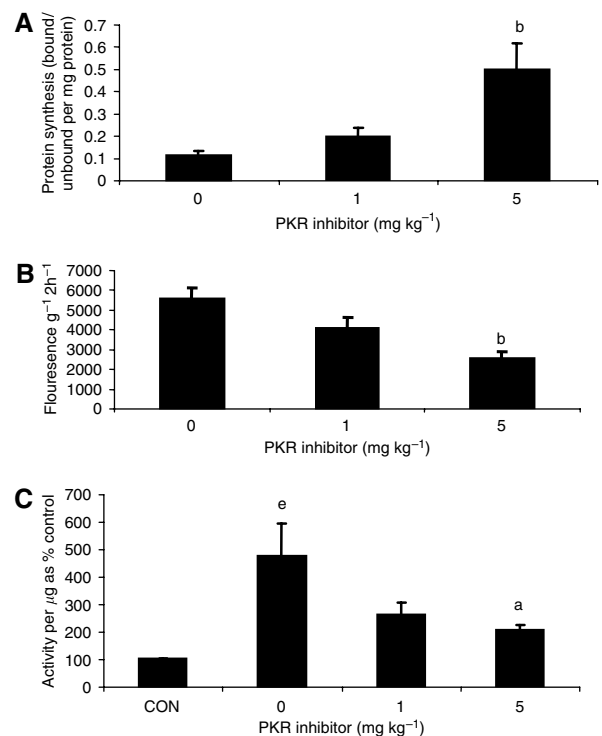 A
Protein synthesis (bound/
unbound per mg protein)
0.7
0.6
0.5
0.4
0.3
0.2
0.1
0
b
0 1 5
PKR inhibitor (mg kg⁻¹)
B
Flouresence g⁻¹ 2h⁻¹
7000
6000
5000
4000
3000
2000
1000
0
b
0 1 5
PKR inhibitor (mg kg⁻¹)
C
Activity per µg as % control
700
600
500
400
300
200
100
0
e
a
CON 0 1 5
PKR inhibitor (mg kg⁻¹)